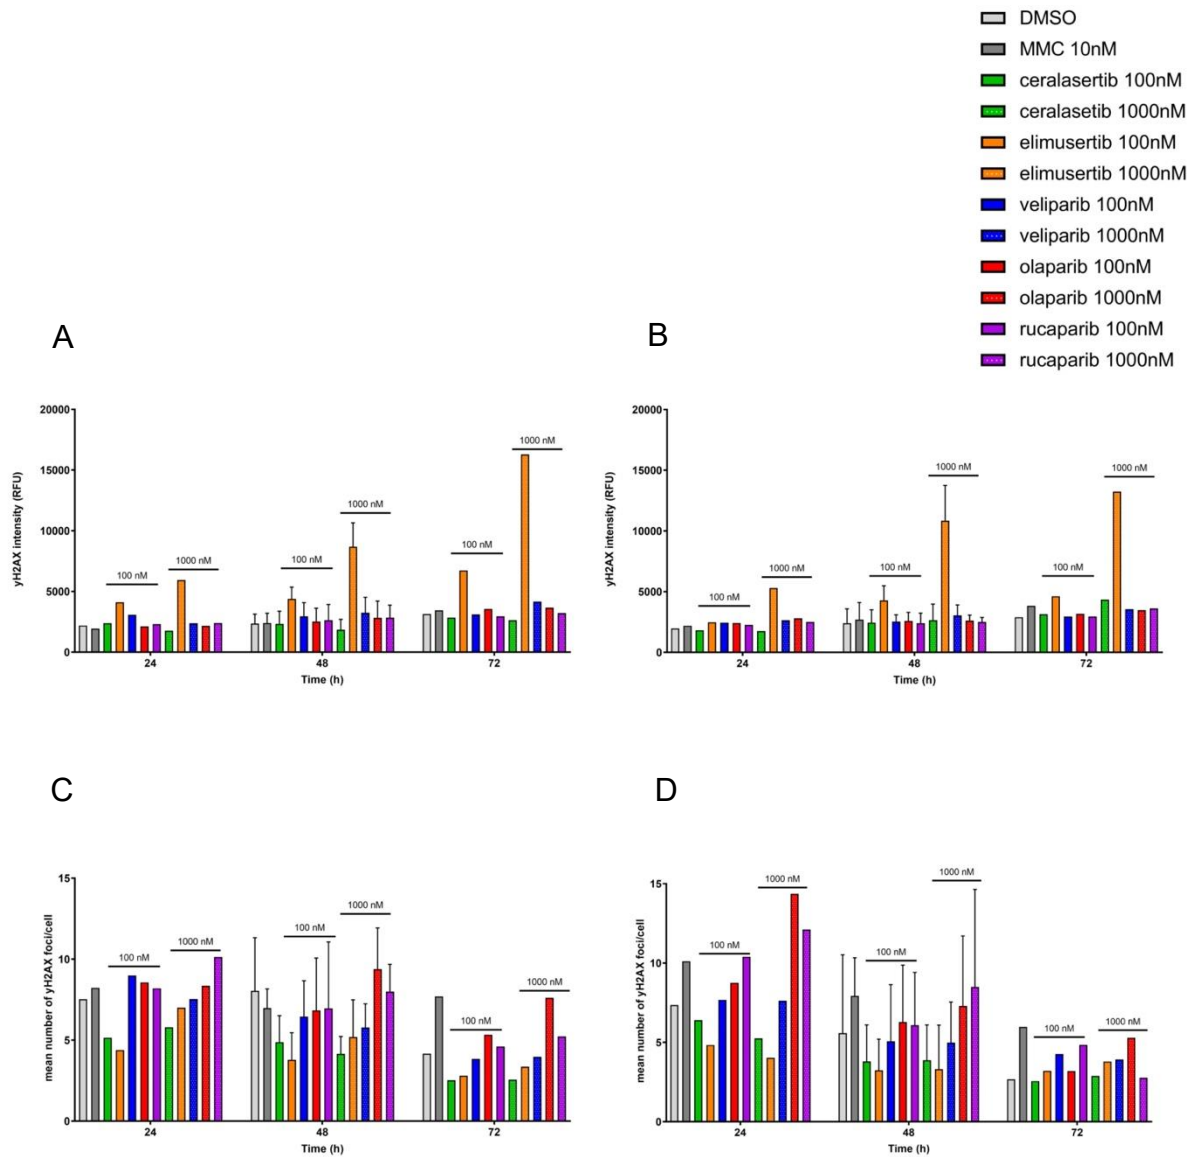 DMSO
MMC 10nM
ceralasertib 100nM
ceralasetib 1000nM
elimusertib 100nM
elimusertib 1000nM
veliparib 100nM
veliparib 1000nM
olaparib 100nM
olaparib 1000nM
rucaparib 100nM
rucaparib 1000nM
A
yH2AX intensity (RFU)
20000
15000
10000
5000
0
100 nM
1000 nM
100 nM
1000 nM
100 nM
1000 nM
24
48
72
Time (h)
B
yH2AX intensity (RFU)
20000
15000
10000
5000
0
100 nM
1000 nM
100 nM
1000 nM
100 nM
1000 nM
24
48
72
Time (h)
C
mean number of yH2AX foci/cell
15
10
5
0
100 nM
1000 nM
100 nM
1000 nM
100 nM
1000 nM
24
48
72
Time (h)
D
mean number of yH2AX foci/cell
15
10
5
0
100 nM
1000 nM
100 nM
1000 nM
100 nM
1000 nM
24
48
72
Time (h)